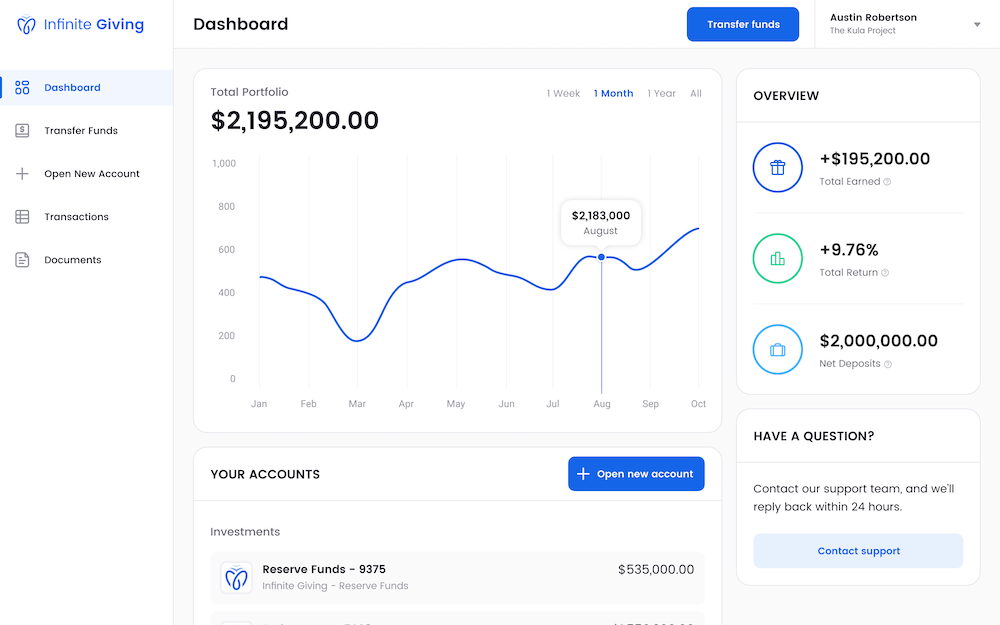 Infinite Giving
Dashboard
Transfer funds
Austin Robertson
The Kula Project
Dashboard
Transfer Funds
Open New Account
Transactions
Documents
Total Portfolio
1 Week 1 Month 1 Year All
$2,195,200.00
1,000
800
600
400
200
0
$2,183,000
August
Jan Feb Mar Apr May Jun Jul Aug Sep Oct
OVERVIEW
+$195,200.00
Total Earned
+9.76%
Total Return
$2,000,000.00
Net Deposits
HAVE A QUESTION?
Contact our support team, and we'll
reply back within 24 hours.
Contact support
YOUR ACCOUNTS
Open new account
Investments
Reserve Funds - 9375
$535,000.00
Infinite Giving - Reserve Funds